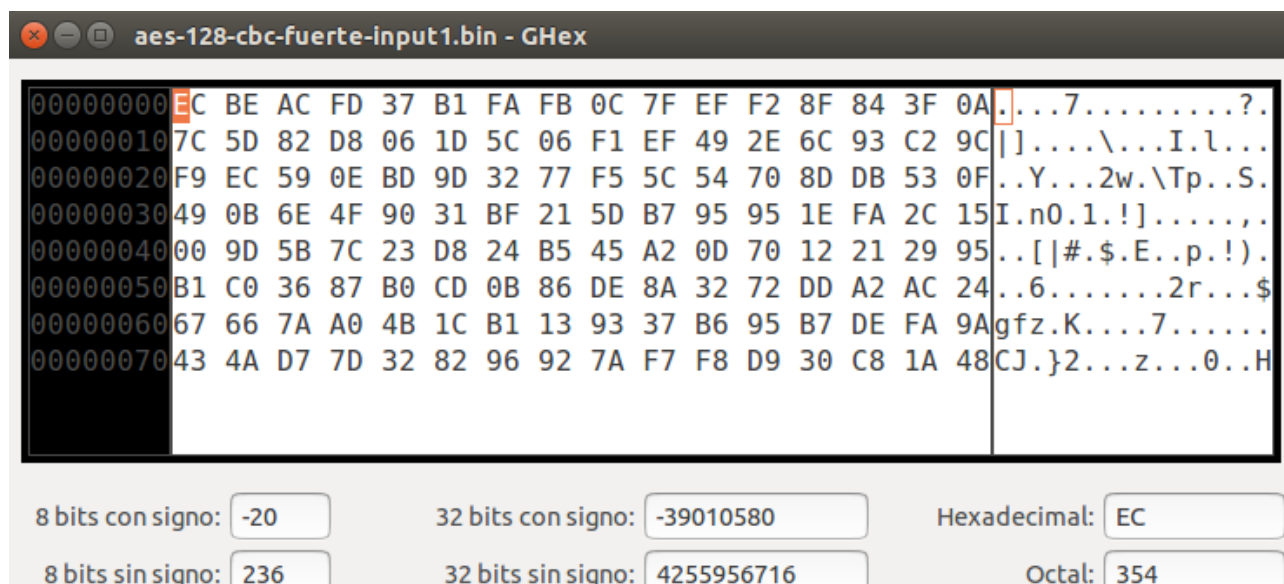 aes-128-cbc-fuerte-input1.bin - GHex
00000000 EC BE AC FD 37 B1 FA FB 0C 7F EF F2 8F 84 3F 0A ....7.........?.
00000010 7C 5D 82 D8 06 1D 5C 06 F1 EF 49 2E 6C 93 C2 9C |]....\...I.l...
00000020 F9 EC 59 0E BD 9D 32 77 F5 5C 54 70 8D DB 53 0F ..Y...2w.\Tp..S.
00000030 49 0B 6E 4F 90 31 BF 21 5D B7 95 95 1E FA 2C 15 I.nO.1.!].....,.
00000040 00 9D 5B 7C 23 D8 24 B5 45 A2 0D 70 12 21 29 95 ..[|#.$.E..p.!).
00000050 B1 C0 36 87 B0 CD 0B 86 DE 8A 32 72 DD A2 AC 24 ..6.......2r...$
00000060 67 66 7A A0 4B 1C B1 13 93 37 B6 95 B7 DE FA 9A gfz.K....7......
00000070 43 4A D7 7D 32 82 96 92 7A F7 F8 D9 30 C8 1A 48 CJ.}2...z...0..H
8 bits con signo: -20 32 bits con signo: -39010580 Hexadecimal: EC
8 bits sin signo: 236 32 bits sin signo: 4255956716 Octal: 354